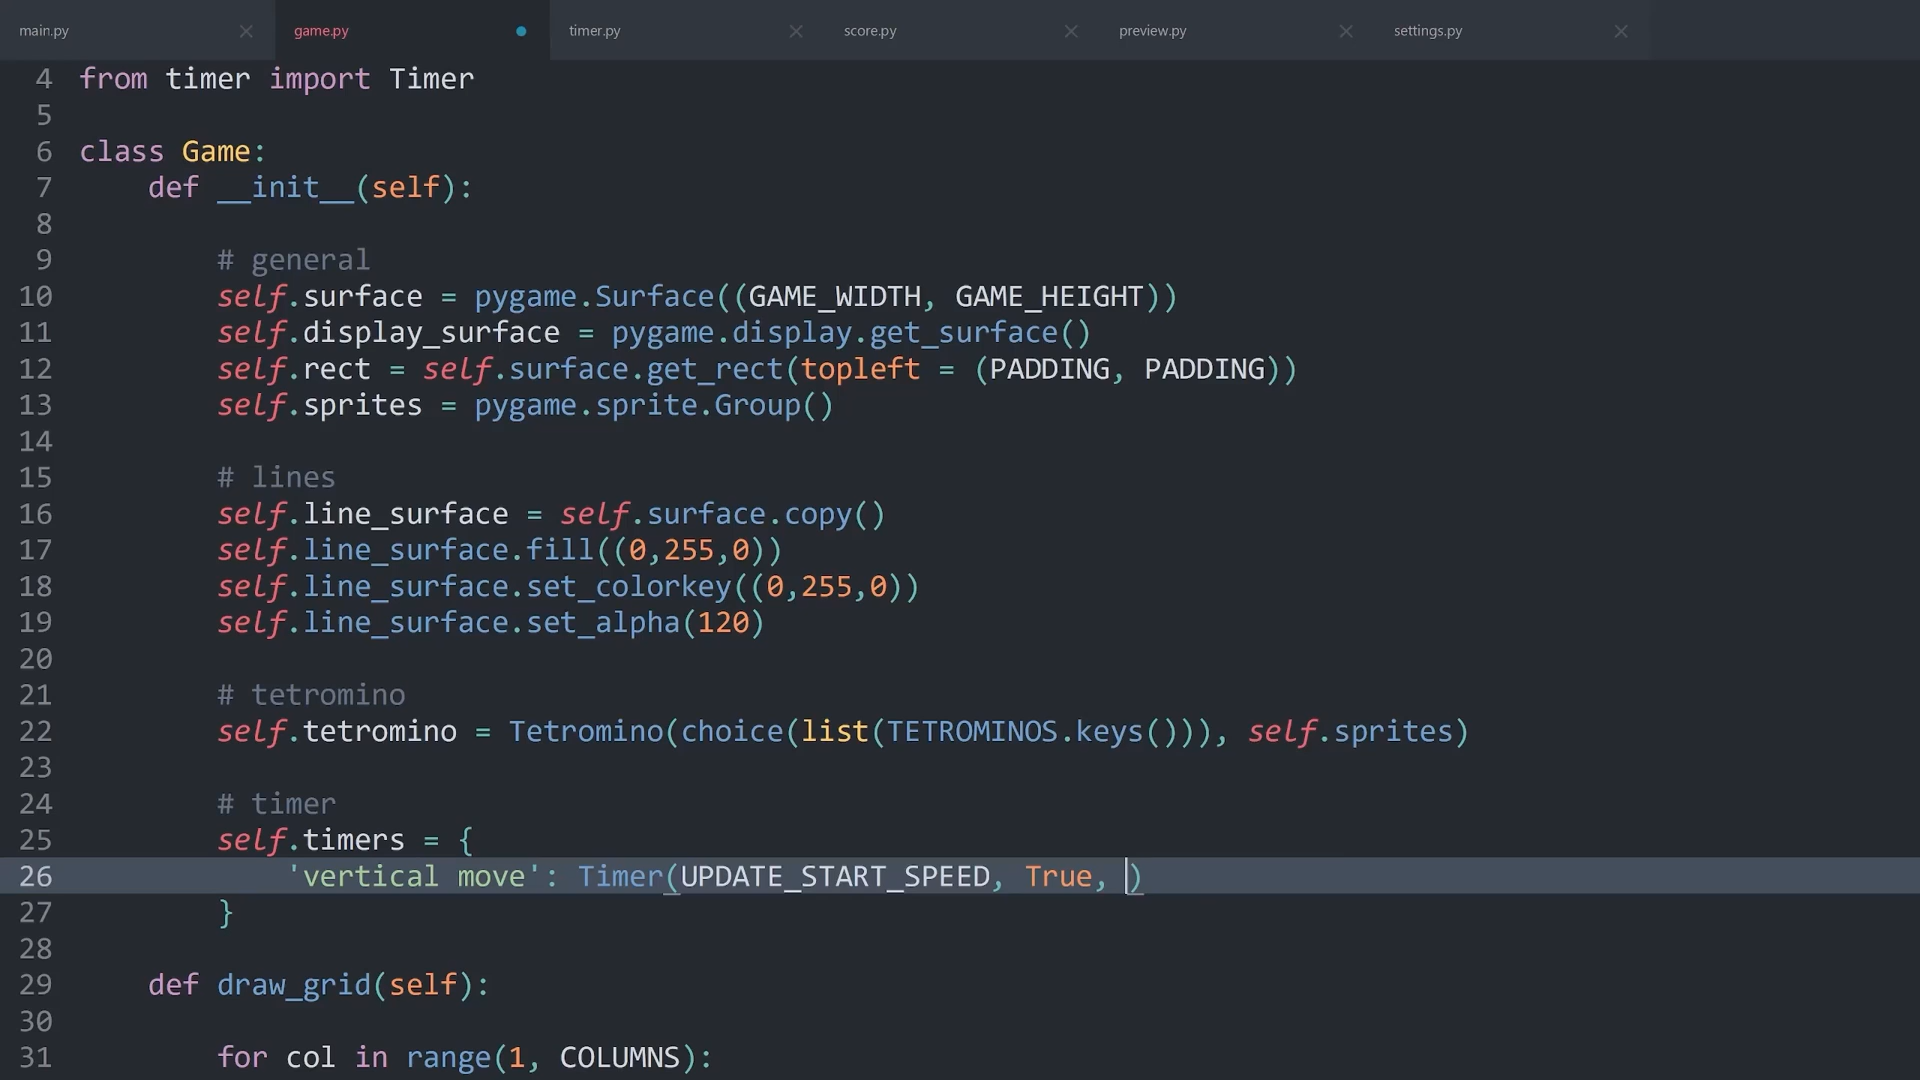 main.py game.py timer.py score.py preview.py settings.py
4 from timer import Timer
5
6 class Game:
7 def __init__(self):
8
9 # general
10 self.surface = pygame.Surface((GAME_WIDTH, GAME_HEIGHT))
11 self.display_surface = pygame.display.get_surface()
12 self.rect = self.surface.get_rect(topleft = (PADDING, PADDING))
13 self.sprites = pygame.sprite.Group()
14
15 # lines
16 self.line_surface = self.surface.copy()
17 self.line_surface.fill((0,255,0))
18 self.line_surface.set_colorkey((0,255,0))
19 self.line_surface.set_alpha(120)
20
21 # tetromino
22 self.tetromino = Tetromino(choice(list(TETROMINOS.keys())), self.sprites)
23
24 # timer
25 self.timers = {
26 'vertical move': Timer(UPDATE_START_SPEED, True, )
27 }
28
29 def draw_grid(self):
30
31 for col in range(1, COLUMNS):